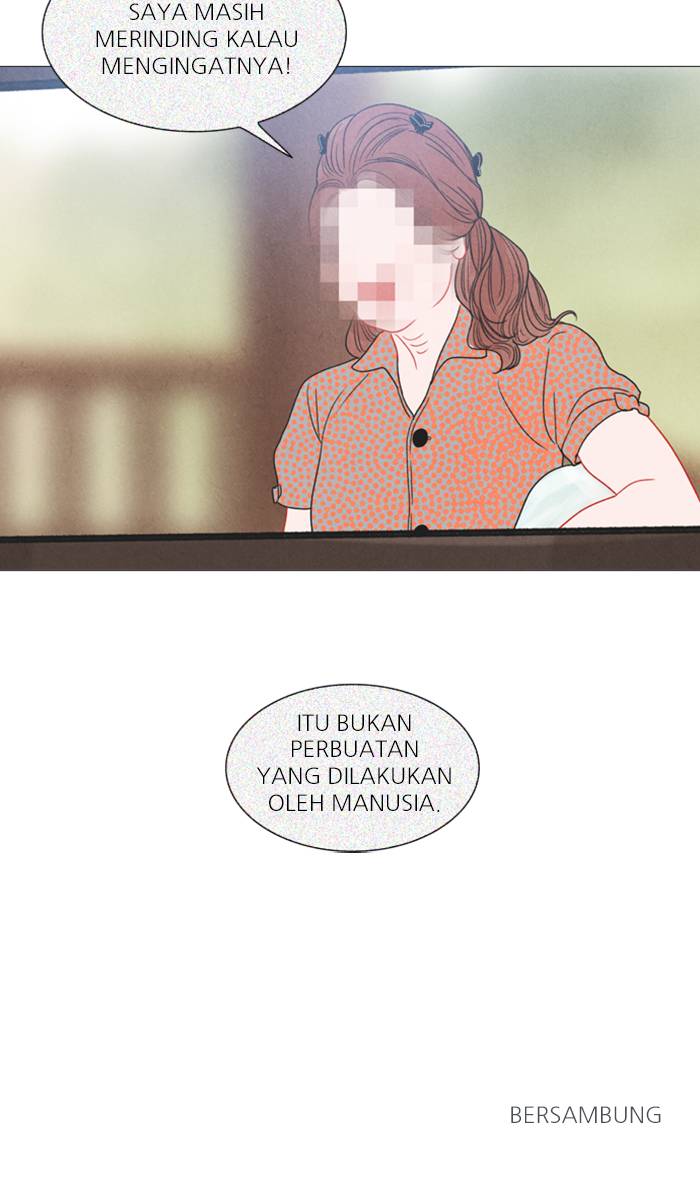 SAYA MASIH
MERINDING KALAU
MENGINGATNYA!
ITU BUKAN
PERBUATAN
YANG DILAKUKAN
OLEH MANUSIA.
BERSAMBUNG